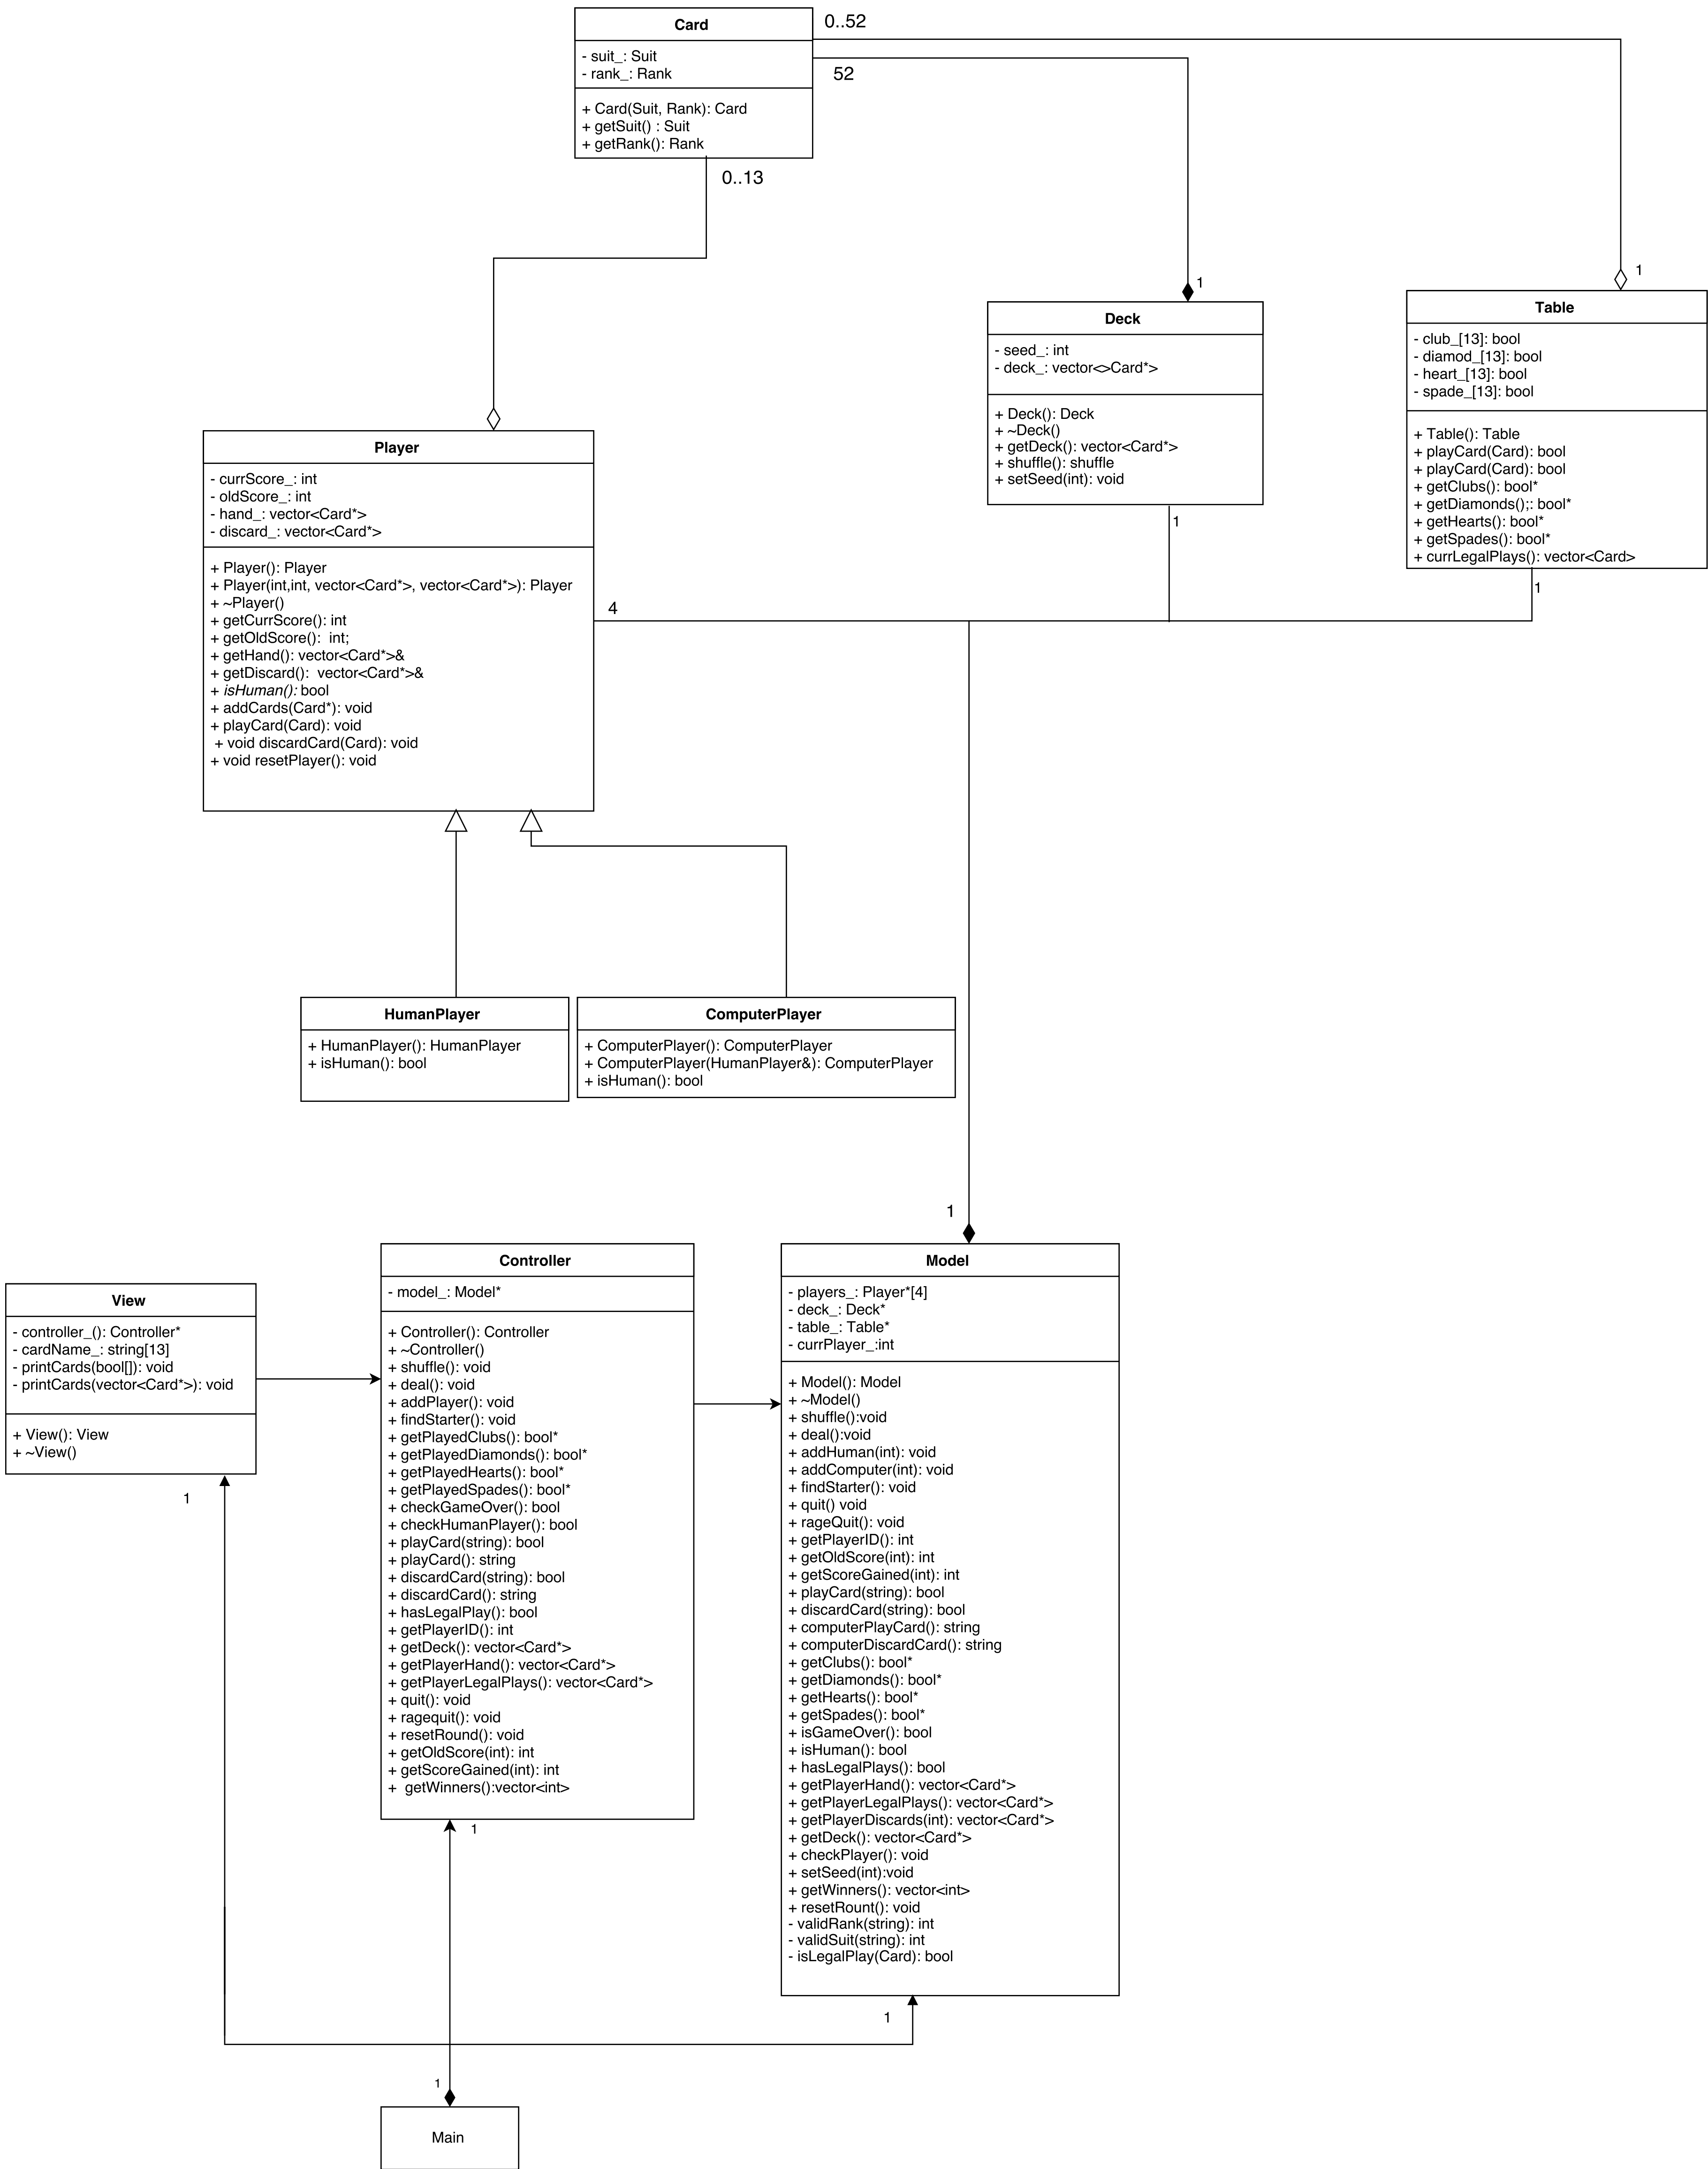 Card
- suit_: Suit
- rank_: Rank
+ Card(Suit, Rank): Card
+ getSuit() : Suit
+ getRank(): Rank
0..52
52
0..13
1
1
Deck
- seed_: int
- deck_: vector<>Card*>
+ Deck(): Deck
+ ~Deck()
+ getDeck(): vector<Card*>
+ shuffle(): shuffle
+ setSeed(int): void
1
Table
- club_[13]: bool
- diamod_[13]: bool
- heart_[13]: bool
- spade_[13]: bool
+ Table(): Table
+ playCard(Card): bool
+ playCard(Card): bool
+ getClubs(): bool*
+ getDiamonds();: bool*
+ getHearts(): bool*
+ getSpades(): bool*
+ currLegalPlays(): vector<Card>
1
Player
- currScore_: int
- oldScore_: int
- hand_: vector<Card*>
- discard_: vector<Card*>
+ Player(): Player
+ Player(int,int, vector<Card*>, vector<Card*>): Player
+ ~Player()
+ getCurrScore(): int
+ getOldScore():  int;
+ getHand(): vector<Card*>&
+ getDiscard():  vector<Card*>&
+ isHuman(): bool
+ addCards(Card*): void
+ playCard(Card): void
+ void discardCard(Card): void
+ void resetPlayer(): void
4
HumanPlayer
+ HumanPlayer(): HumanPlayer
+ isHuman(): bool
ComputerPlayer
+ ComputerPlayer(): ComputerPlayer
+ ComputerPlayer(HumanPlayer&): ComputerPlayer
+ isHuman(): bool
1
View
- controller_(): Controller*
- cardName_: string[13]
- printCards(bool[]): void
- printCards(vector<Card*>): void
+ View(): View
+ ~View()
1
Controller
- model_: Model*
+ Controller(): Controller
+ ~Controller()
+ shuffle(): void
+ deal(): void
+ addPlayer(): void
+ findStarter(): void
+ getPlayedClubs(): bool*
+ getPlayedDiamonds(): bool*
+ getPlayedHearts(): bool*
+ getPlayedSpades(): bool*
+ checkGameOver(): bool
+ checkHumanPlayer(): bool
+ playCard(string): bool
+ playCard(): string
+ discardCard(string): bool
+ discardCard(): string
+ hasLegalPlay(): bool
+ getPlayerID(): int
+ getDeck(): vector<Card*>
+ getPlayerHand(): vector<Card*>
+ getPlayerLegalPlays(): vector<Card*>
+ quit(): void
+ ragequit(): void
+ resetRound(): void
+ getOldScore(int): int
+ getScoreGained(int): int
+  getWinners():vector<int>
1
Model
- players_: Player*[4]
- deck_: Deck*
- table_: Table*
- currPlayer_:int
+ Model(): Model
+ ~Model()
+ shuffle():void
+ deal():void
+ addHuman(int): void
+ addComputer(int): void
+ findStarter(): void
+ quit() void
+ rageQuit(): void
+ getPlayerID(): int
+ getOldScore(int): int
+ getScoreGained(int): int
+ playCard(string): bool
+ discardCard(string): bool
+ computerPlayCard(): string
+ computerDiscardCard(): string
+ getClubs(): bool*
+ getDiamonds(): bool*
+ getHearts(): bool*
+ getSpades(): bool*
+ isGameOver(): bool
+ isHuman(): bool
+ hasLegalPlays(): bool
+ getPlayerHand(): vector<Card*>
+ getPlayerLegalPlays(): vector<Card*>
+ getPlayerDiscards(int): vector<Card*>
+ getDeck(): vector<Card*>
+ checkPlayer(): void
+ setSeed(int):void
+ getWinners(): vector<int>
+ resetRount(): void
- validRank(string): int
- validSuit(string): int
- isLegalPlay(Card): bool
1
1
Main